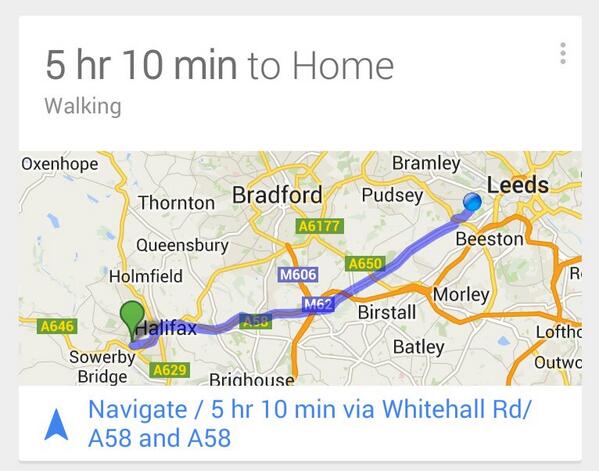 5 hr 10 min to Home
Walking
Oxenhope
Bramley
Leeds
Thornton
Bradford
Pudsey
A6177
Queensbury
Beeston
A650
Holmfield
M606
M62
Morley
Birstall
A646
Halifax
A58
Batley
Sowerby
Bridge
A629
Brighouse
Navigate / 5 hr 10 min via Whitehall Rd/
A58 and A58